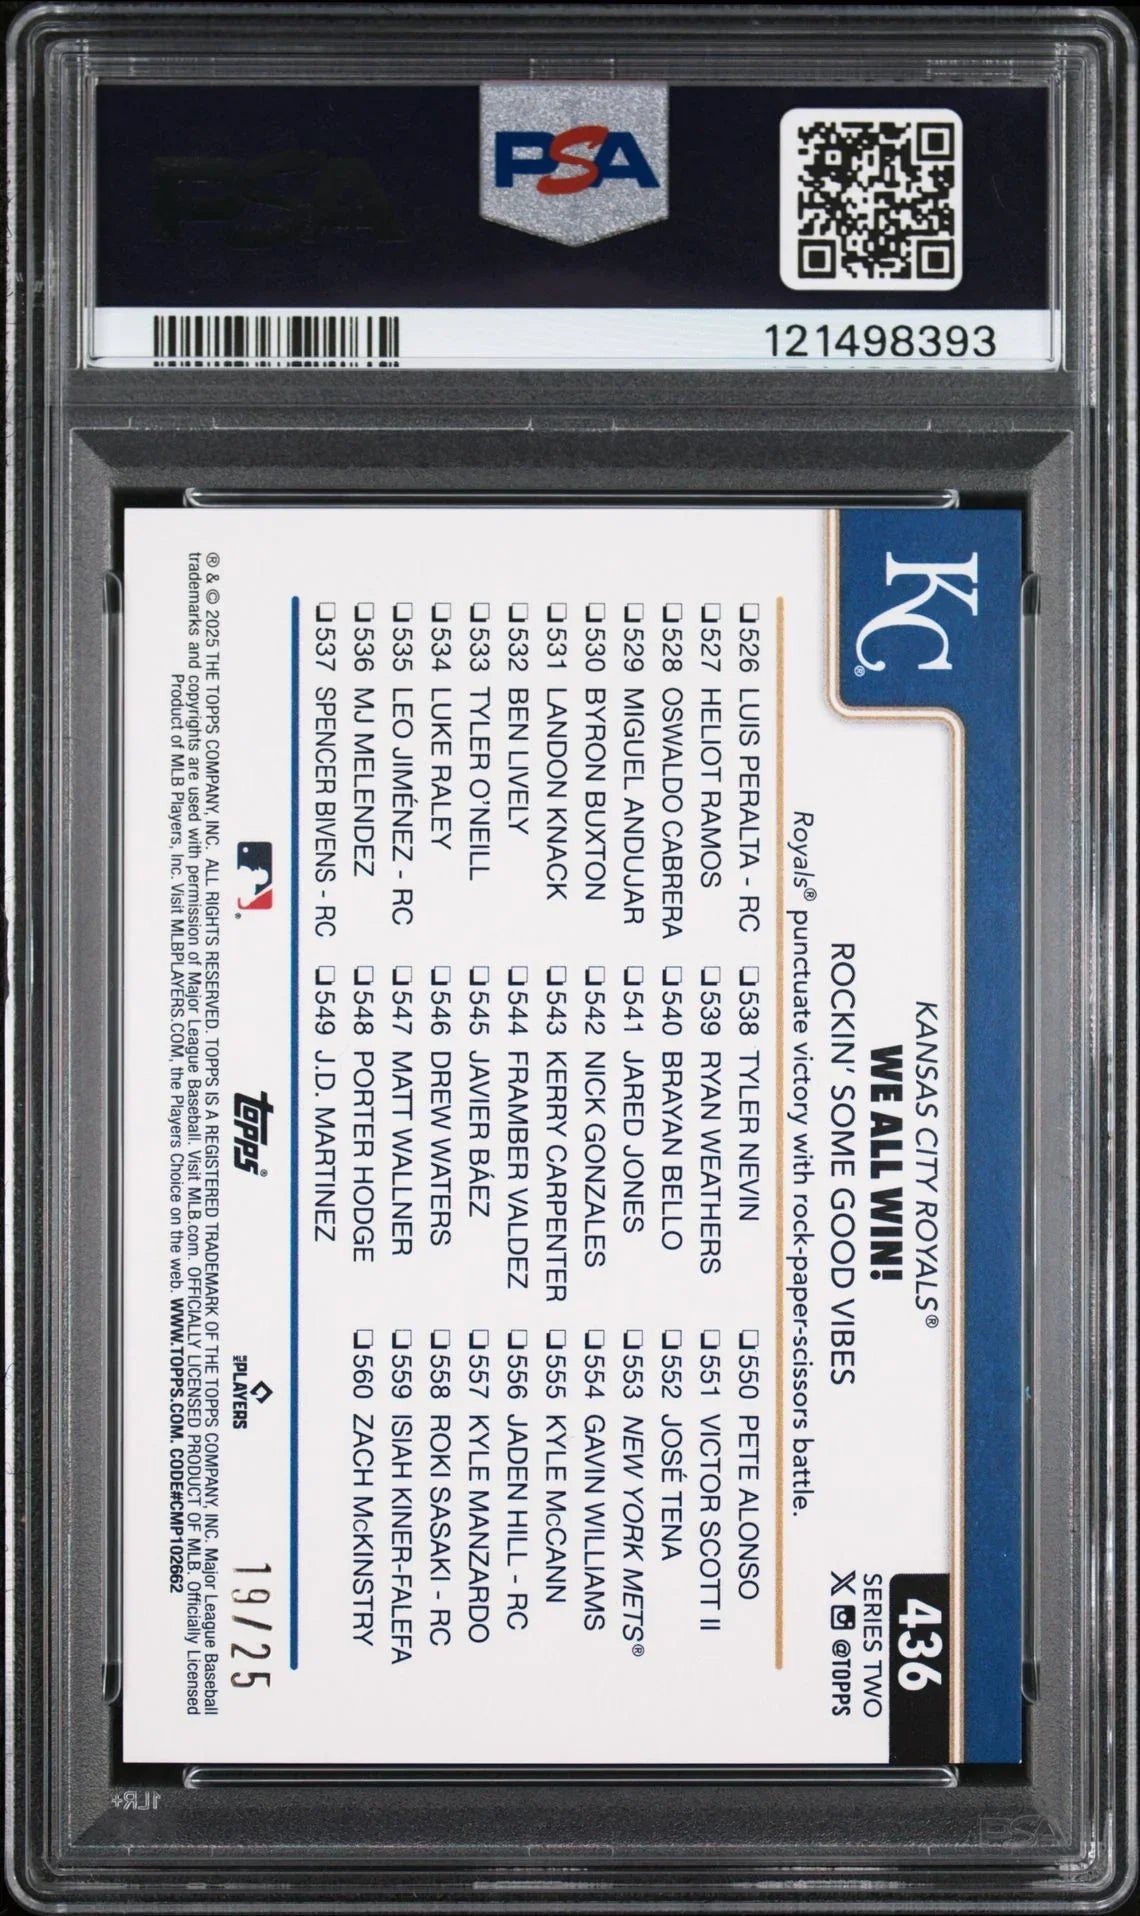 PSA
PSA
121498393
KC®
KANSAS CITY ROYALS®
WE ALL WIN!
ROCKIN' SOME GOOD VIBES
Royals® punctuate victory with rock-paper-scissors battle.
436
SERIES TWO
X @TOPPS
526 LUIS PERALTA - RC
527 HELIOT RAMOS
528 OSWALDO CABRERA
529 MIGUEL ANDUJAR
530 BYRON BUXTON
531 LANDON KNACK
532 BEN LIVELY
533 TYLER O'NEILL
534 LUKE RALEY
535 LEO JIMÉNEZ - RC
536 MJ MELENDEZ
537 SPENCER BIVENS - RC
538 TYLER NEVIN
539 RYAN WEATHERS
540 BRAYAN BELLO
541 JARED JONES
542 NICK GONZALES
543 KERRY CARPENTER
544 FRAMBER VALDEZ
545 JAVIER BÁEZ
546 DREW WATERS
547 MATT WALLNER
548 PORTER HODGE
549 J.D. MARTINEZ
550 PETE ALONSO
551 VICTOR SCOTT II
552 JOSÉ TENA
553 NEW YORK METS®
554 GAVIN WILLIAMS
555 KYLE McCANN
556 JADEN HILL - RC
557 KYLE MANZARDO
558 ROKI SASAKI - RC
559 ISIAH KINER-FALEFA
560 ZACH McKINSTRY
topps®
PLAYERS
19/25
® & © 2025 THE TOPPS COMPANY, INC. ALL RIGHTS RESERVED. TOPPS IS A REGISTERED TRADEMARK OF THE TOPPS COMPANY, INC. Major League Baseball
trademarks and copyrights are used with permission of Major League Baseball. Visit MLB.com. OFFICIALLY LICENSED PRODUCT OF MLB. Officially Licensed
Product of MLB Players, Inc. Visit MLBPLAYERS.COM, the Players Choice on the web. WWW.TOPPS.COM. CODE#CMP102662
1LR+
PSA